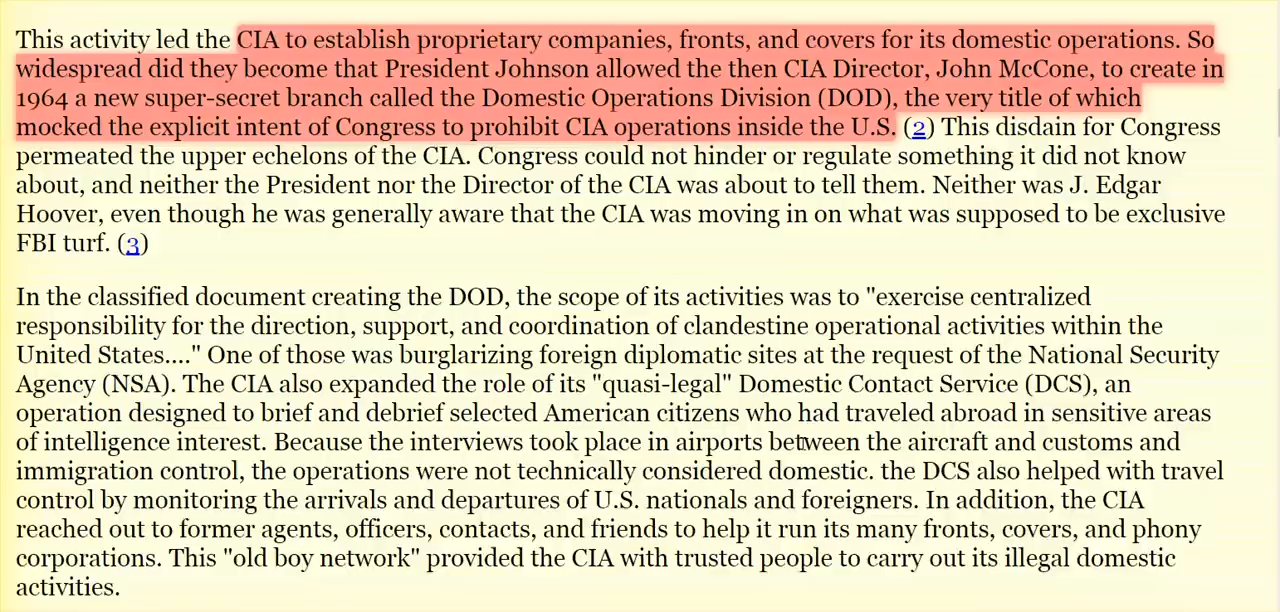 This activity led the CIA to establish proprietary companies, fronts, and covers for its domestic operations. So
widespread did they become that President Johnson allowed the then CIA Director, John McCone, to create in
1964 a new super-secret branch called the Domestic Operations Division (DOD), the very title of which
mocked the explicit intent of Congress to prohibit CIA operations inside the U.S. (2) This disdain for Congress
permeated the upper echelons of the CIA. Congress could not hinder or regulate something it did not know
about, and neither the President nor the Director of the CIA was about to tell them. Neither was J. Edgar
Hoover, even though he was generally aware that the CIA was moving in on what was supposed to be exclusive
FBI turf. (3)
In the classified document creating the DOD, the scope of its activities was to "exercise centralized
responsibility for the direction, support, and coordination of clandestine operational activities within the
United States...." One of those was burglarizing foreign diplomatic sites at the request of the National Security
Agency (NSA). The CIA also expanded the role of its "quasi-legal" Domestic Contact Service (DCS), an
operation designed to brief and debrief selected American citizens who had traveled abroad in sensitive areas
of intelligence interest. Because the interviews took place in airports between the aircraft and customs and
immigration control, the operations were not technically considered domestic. the DCS also helped with travel
control by monitoring the arrivals and departures of U.S. nationals and foreigners. In addition, the CIA
reached out to former agents, officers, contacts, and friends to help it run its many fronts, covers, and phony
corporations. This "old boy network" provided the CIA with trusted people to carry out its illegal domestic
activities.